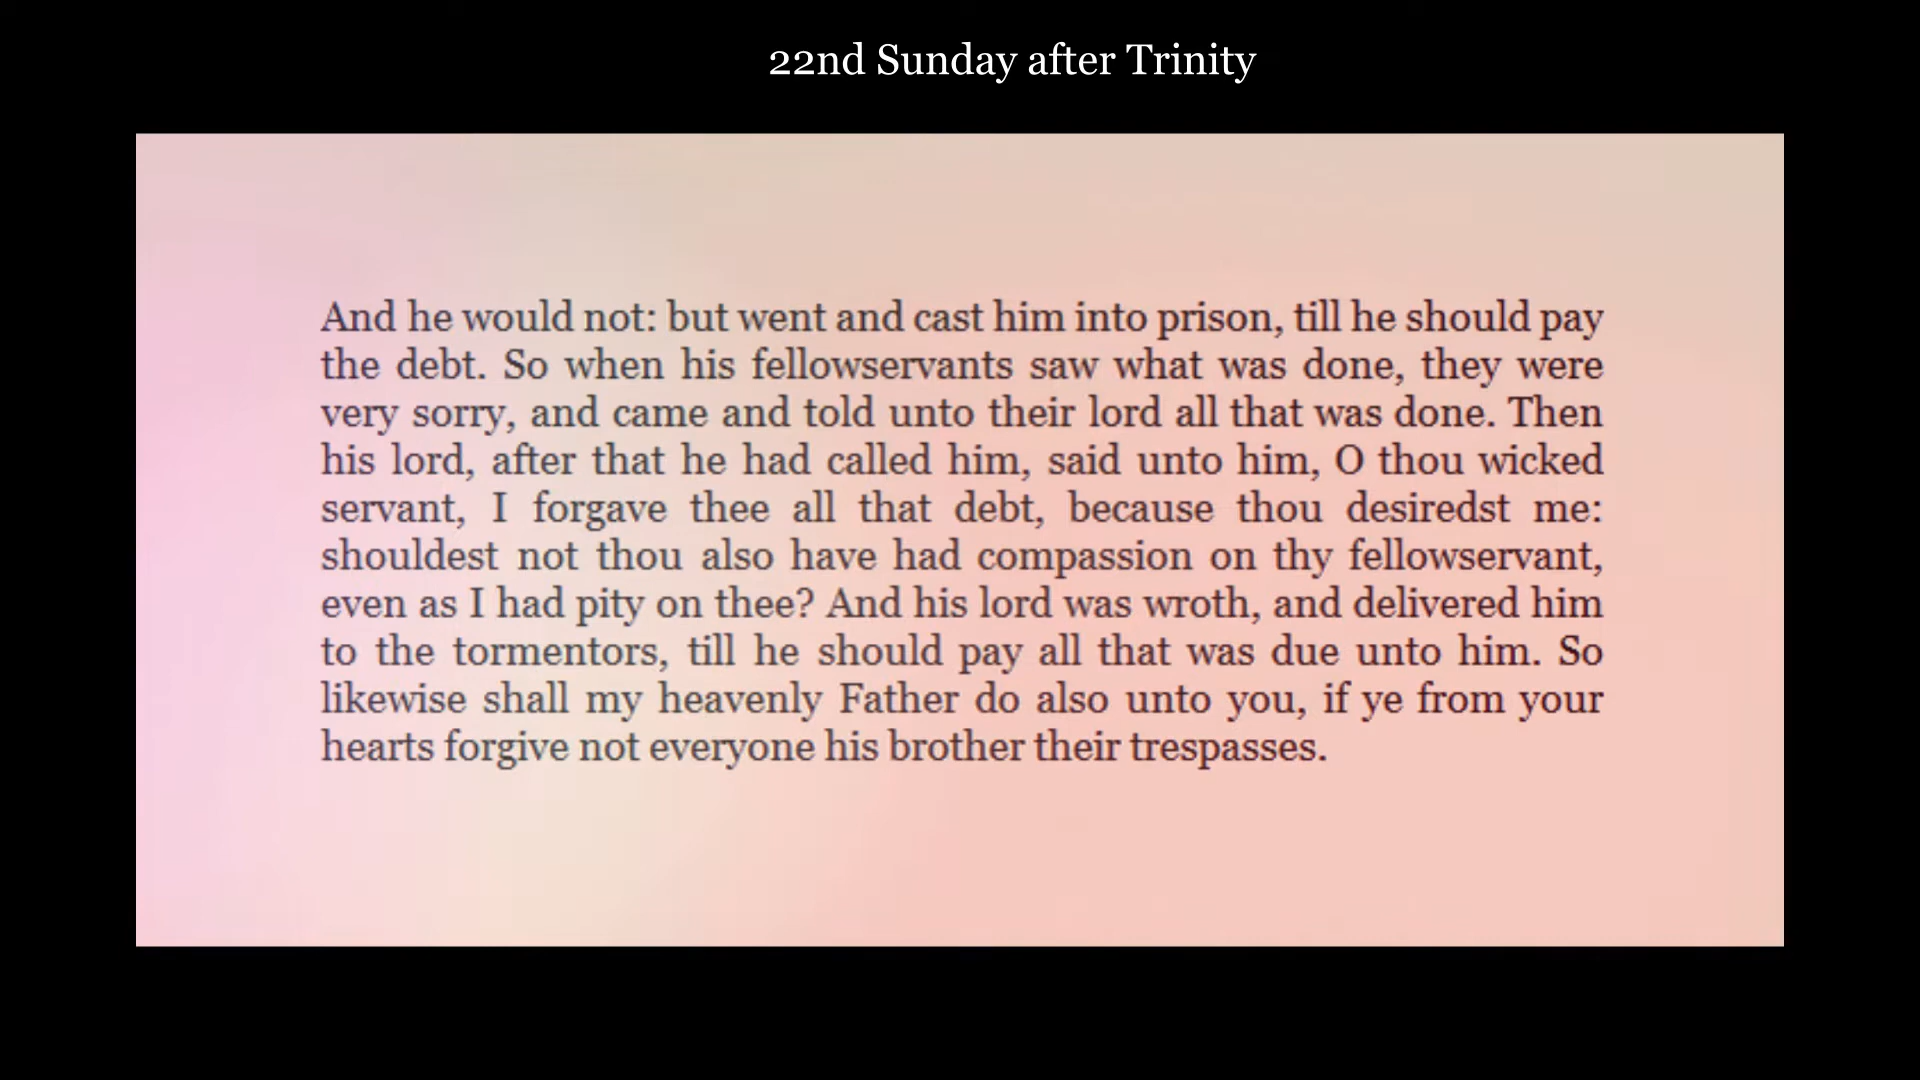 22nd Sunday after Trinity
And he would not: but went and cast him into prison, till he should pay
the debt. So when his fellowservants saw what was done, they were
very sorry, and came and told unto their lord all that was done. Then
his lord, after that he had called him, said unto him, O thou wicked
servant, I forgave thee all that debt, because thou desiredst me:
shouldest not thou also have had compassion on thy fellowservant,
even as I had pity on thee? And his lord was wroth, and delivered him
to the tormentors, till he should pay all that was due unto him. So
likewise shall my heavenly Father do also unto you, if ye from your
hearts forgive not everyone his brother their trespasses.